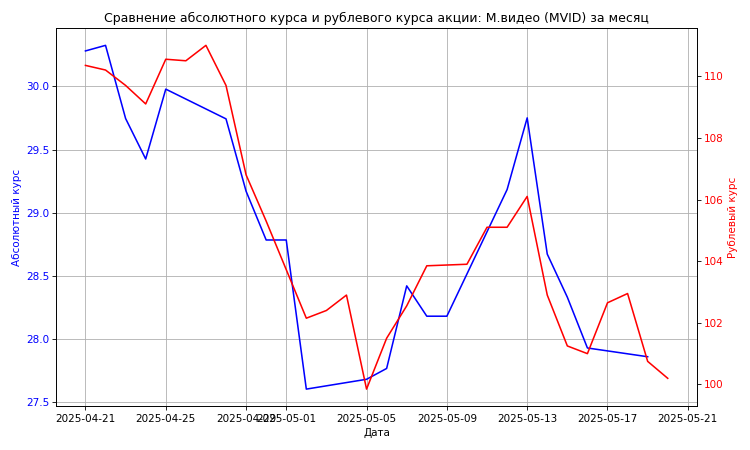 Сравнение абсолютного курса и рублевого курса акции: М.видео (MVID) за месяц
30.0
29.5
29.0
28.5
28.0
27.5
Абсолютный курс
110
108
106
104
102
100
Рублевый курс
2025-04-21 2025-04-25 2025-04-29 2025-05-01 2025-05-05 2025-05-09 2025-05-13 2025-05-17 2025-05-21
Дата